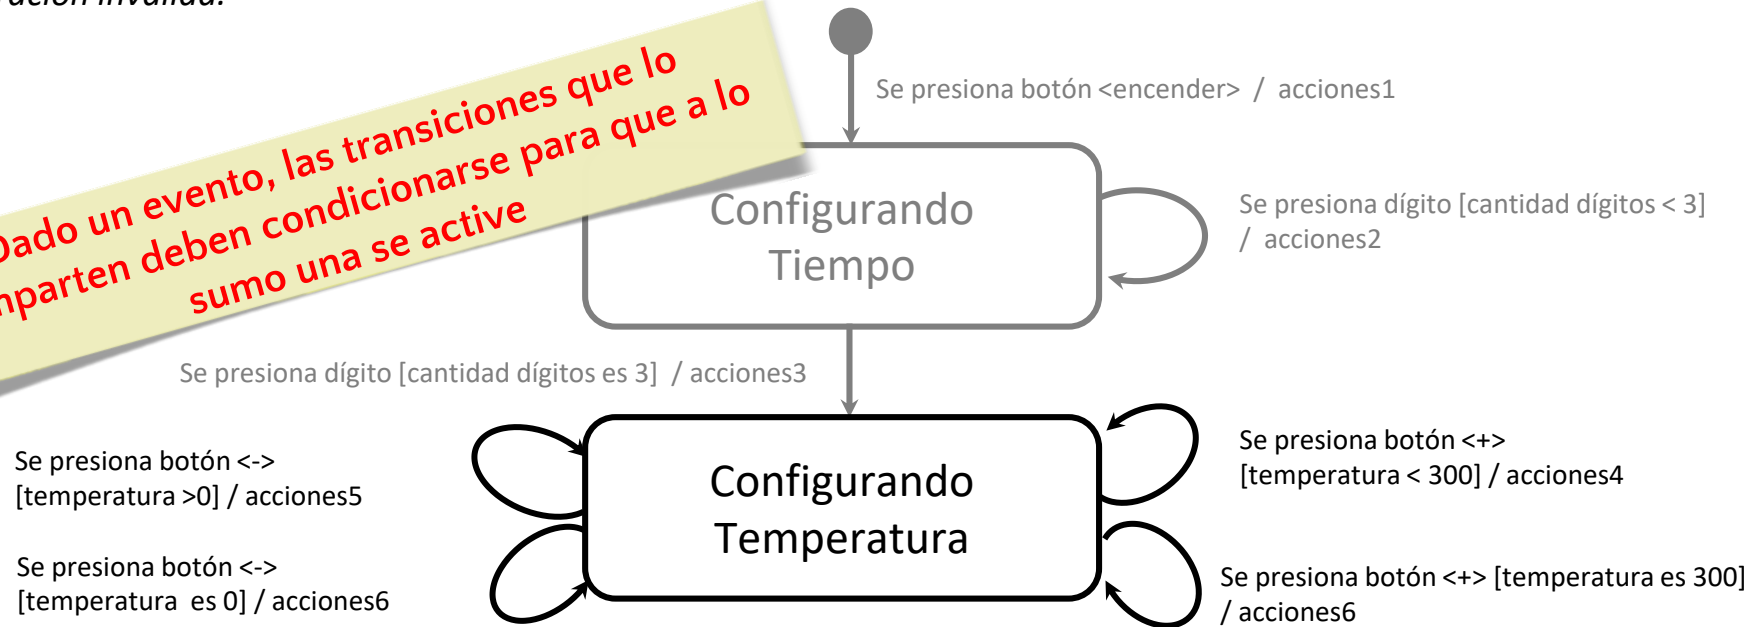 ración inválida.
Dado un evento, las transiciones que lo
mparten deben condicionarse para que a lo
sumo una se active
Se presiona botón <encender> / acciones1
Configurando
Tiempo
Se presiona dígito [cantidad dígitos < 3]
/ acciones2
Se presiona dígito [cantidad dígitos es 3] / acciones3
Se presiona botón <->
[temperatura >0] / acciones5
Se presiona botón <->
[temperatura es 0] / acciones6
Configurando
Temperatura
Se presiona botón <+>
[temperatura < 300] / acciones4
Se presiona botón <+> [temperatura es 300]
/ acciones6